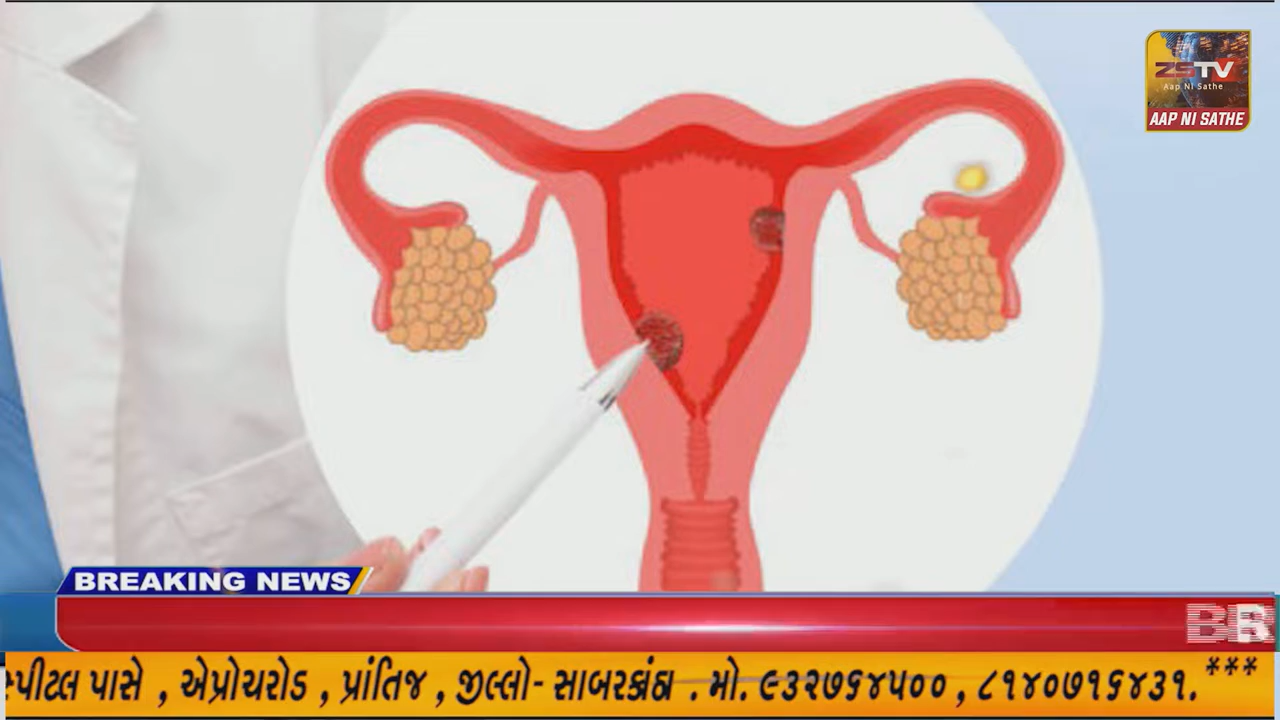 ZSTV
Aap Ni Sathe
AAP NI SATHE
BREAKING NEWS
BR
સ્પીટલ પાસે , એપ્રોચરોડ , પ્રાંતિજ , જીલ્લો- સાબરકાંઠા . મો. ૯૩૨૭૬૪૫૦૦ , ૮૧૪૦૭૧૬૪૩૧. ***